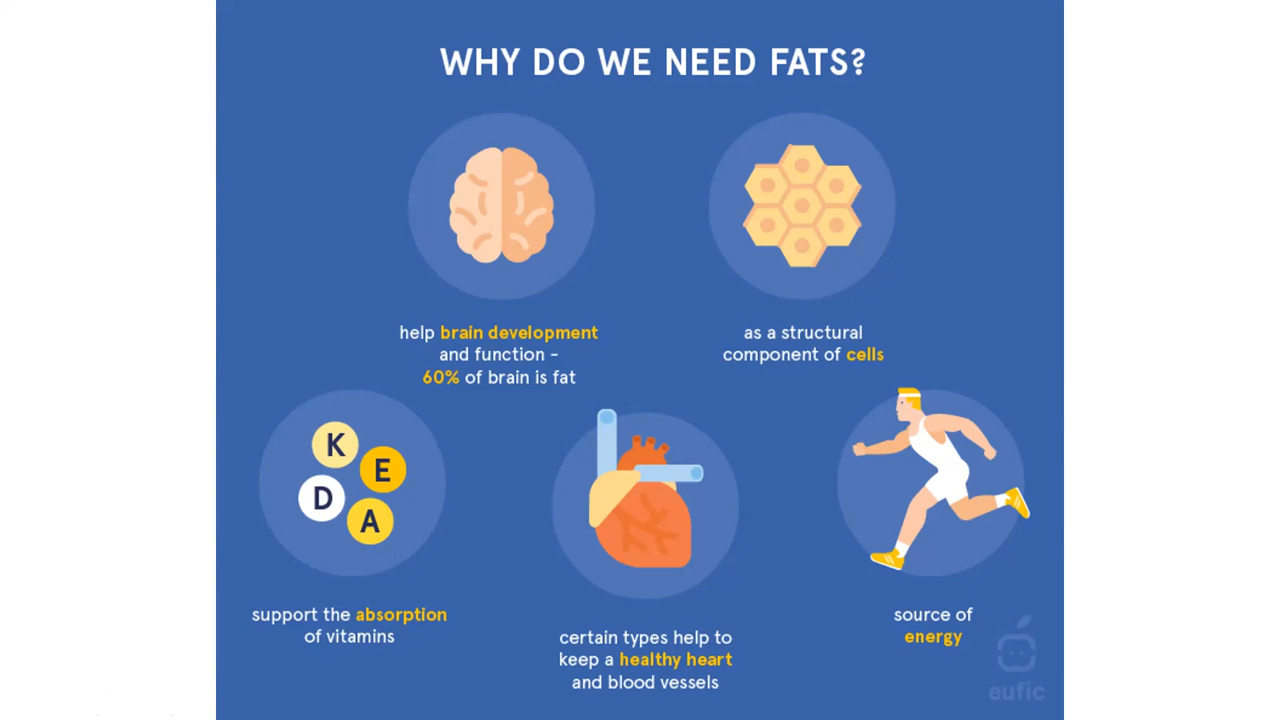 WHY DO WE NEED FATS?
help brain development
and function -
60% of brain is fat
as a structural
component of cells
K
E
D
A
support the absorption
of vitamins
certain types help to
keep a healthy heart
and blood vessels
source of
energy
eufic